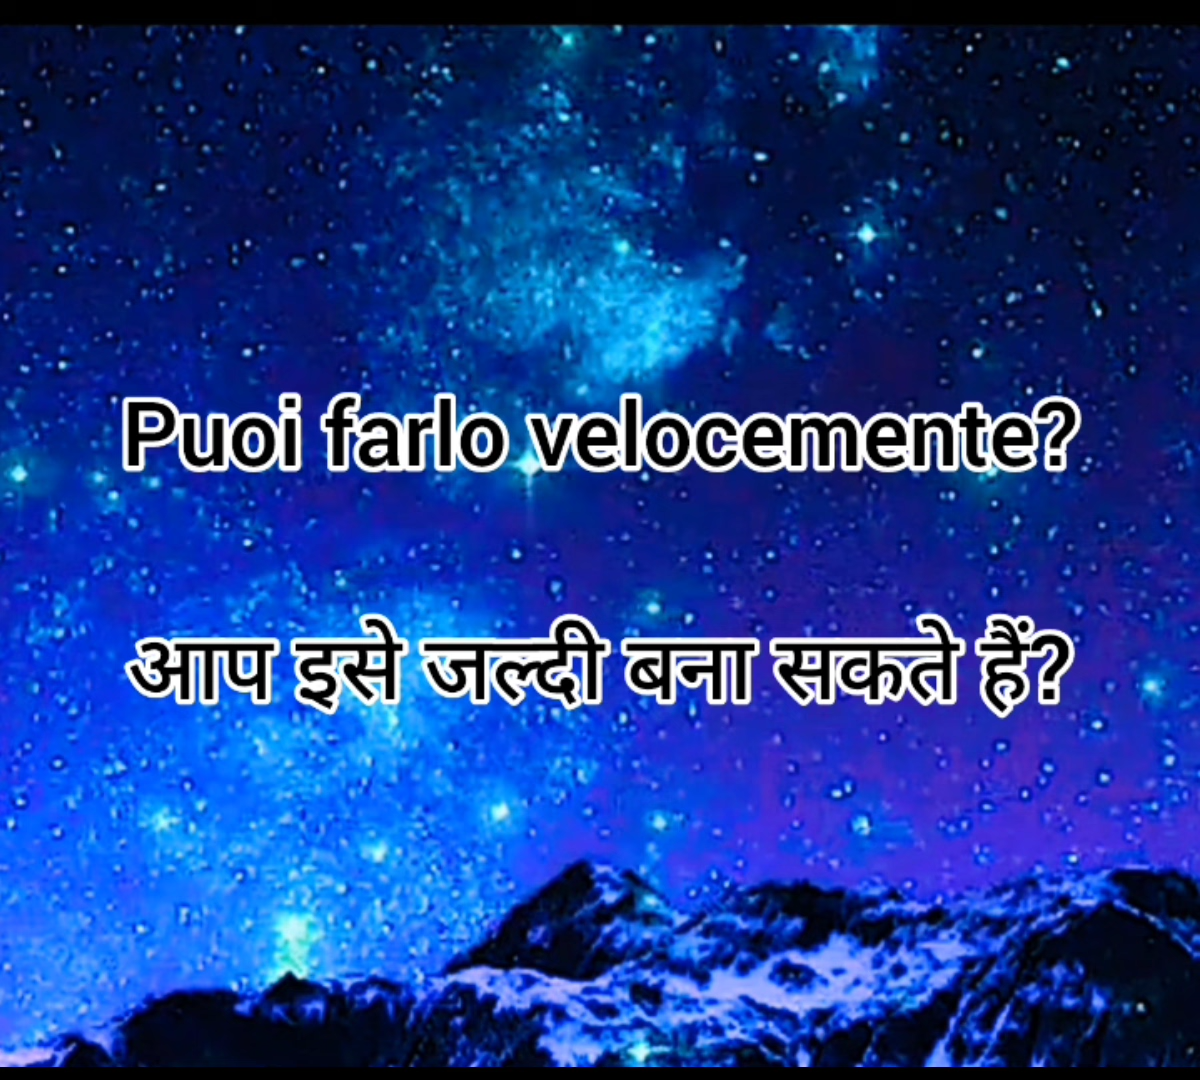 Puoi farlo velocemente?
आप इसे जल्दी बना सकते हैं?